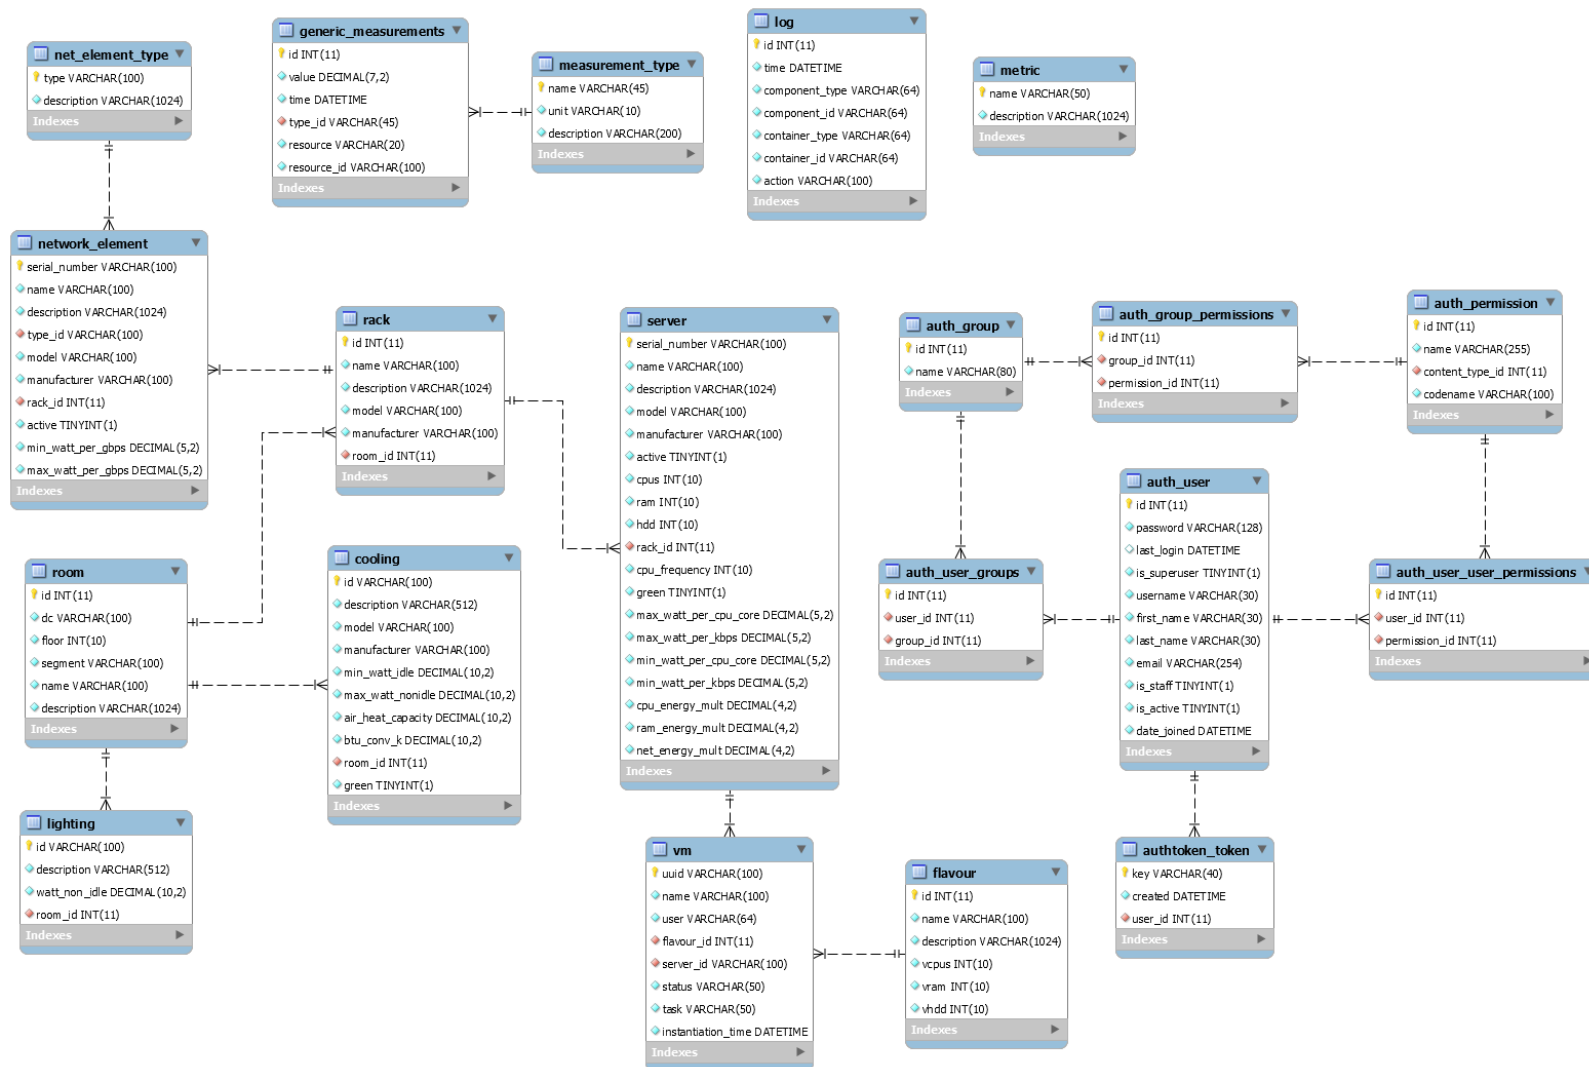 net_element_type
type VARCHAR(100)
description VARCHAR(1024)
Indexes
generic_measurements
id INT(11)
value DECIMAL(7,2)
time DATETIME
type_id VARCHAR(45)
resource VARCHAR(20)
resource_id VARCHAR(100)
Indexes
measurement_type
name VARCHAR(45)
unit VARCHAR(10)
description VARCHAR(200)
Indexes
log
id INT(11)
time DATETIME
component_type VARCHAR(64)
component_id VARCHAR(64)
container_type VARCHAR(64)
container_id VARCHAR(64)
action VARCHAR(100)
Indexes
metric
name VARCHAR(50)
description VARCHAR(1024)
Indexes
network_element
serial_number VARCHAR(100)
name VARCHAR(100)
description VARCHAR(1024)
type_id VARCHAR(100)
model VARCHAR(100)
manufacturer VARCHAR(100)
rack_id INT(11)
active TINYINT(1)
min_watt_per_gbps DECIMAL(5,2)
max_watt_per_gbps DECIMAL(5,2)
Indexes
rack
id INT(11)
name VARCHAR(100)
description VARCHAR(1024)
model VARCHAR(100)
manufacturer VARCHAR(100)
room_id INT(11)
Indexes
server
serial_number VARCHAR(100)
name VARCHAR(100)
description VARCHAR(1024)
model VARCHAR(100)
manufacturer VARCHAR(100)
active TINYINT(1)
cpus INT(10)
ram INT(10)
hdd INT(10)
rack_id INT(11)
cpu_frequency INT(10)
green TINYINT(1)
max_watt_per_cpu_core DECIMAL(5,2)
max_watt_per_kbps DECIMAL(5,2)
min_watt_per_cpu_core DECIMAL(5,2)
min_watt_per_kbps DECIMAL(5,2)
cpu_energy_mult DECIMAL(4,2)
ram_energy_mult DECIMAL(4,2)
net_energy_mult DECIMAL(4,2)
Indexes
auth_group
id INT(11)
name VARCHAR(80)
Indexes
auth_group_permissions
id INT(11)
group_id INT(11)
permission_id INT(11)
Indexes
auth_permission
id INT(11)
name VARCHAR(255)
content_type_id INT(11)
codename VARCHAR(100)
Indexes
room
id INT(11)
dc VARCHAR(100)
floor INT(10)
segment VARCHAR(100)
name VARCHAR(100)
description VARCHAR(1024)
Indexes
cooling
id VARCHAR(100)
description VARCHAR(512)
model VARCHAR(100)
manufacturer VARCHAR(100)
min_watt_idle DECIMAL(10,2)
max_watt_nonidle DECIMAL(10,2)
air_heat_capacity DECIMAL(10,2)
btu_conv_k DECIMAL(10,2)
room_id INT(11)
green TINYINT(1)
Indexes
auth_user_groups
id INT(11)
user_id INT(11)
group_id INT(11)
Indexes
auth_user
id INT(11)
password VARCHAR(128)
last_login DATETIME
is_superuser TINYINT(1)
username VARCHAR(30)
first_name VARCHAR(30)
last_name VARCHAR(30)
email VARCHAR(254)
is_staff TINYINT(1)
is_active TINYINT(1)
date_joined DATETIME
Indexes
auth_user_user_permissions
id INT(11)
user_id INT(11)
permission_id INT(11)
Indexes
lighting
id VARCHAR(100)
description VARCHAR(512)
watt_non_idle DECIMAL(10,2)
room_id INT(11)
Indexes
vm
uuid VARCHAR(100)
name VARCHAR(100)
user VARCHAR(64)
flavour_id INT(11)
server_id VARCHAR(100)
status VARCHAR(50)
task VARCHAR(50)
instantiation_time DATETIME
Indexes
flavour
id INT(11)
name VARCHAR(100)
description VARCHAR(1024)
vcpus INT(10)
vram INT(10)
vhdd INT(10)
Indexes
authtoken_token
key VARCHAR(40)
created DATETIME
user_id INT(11)
Indexes